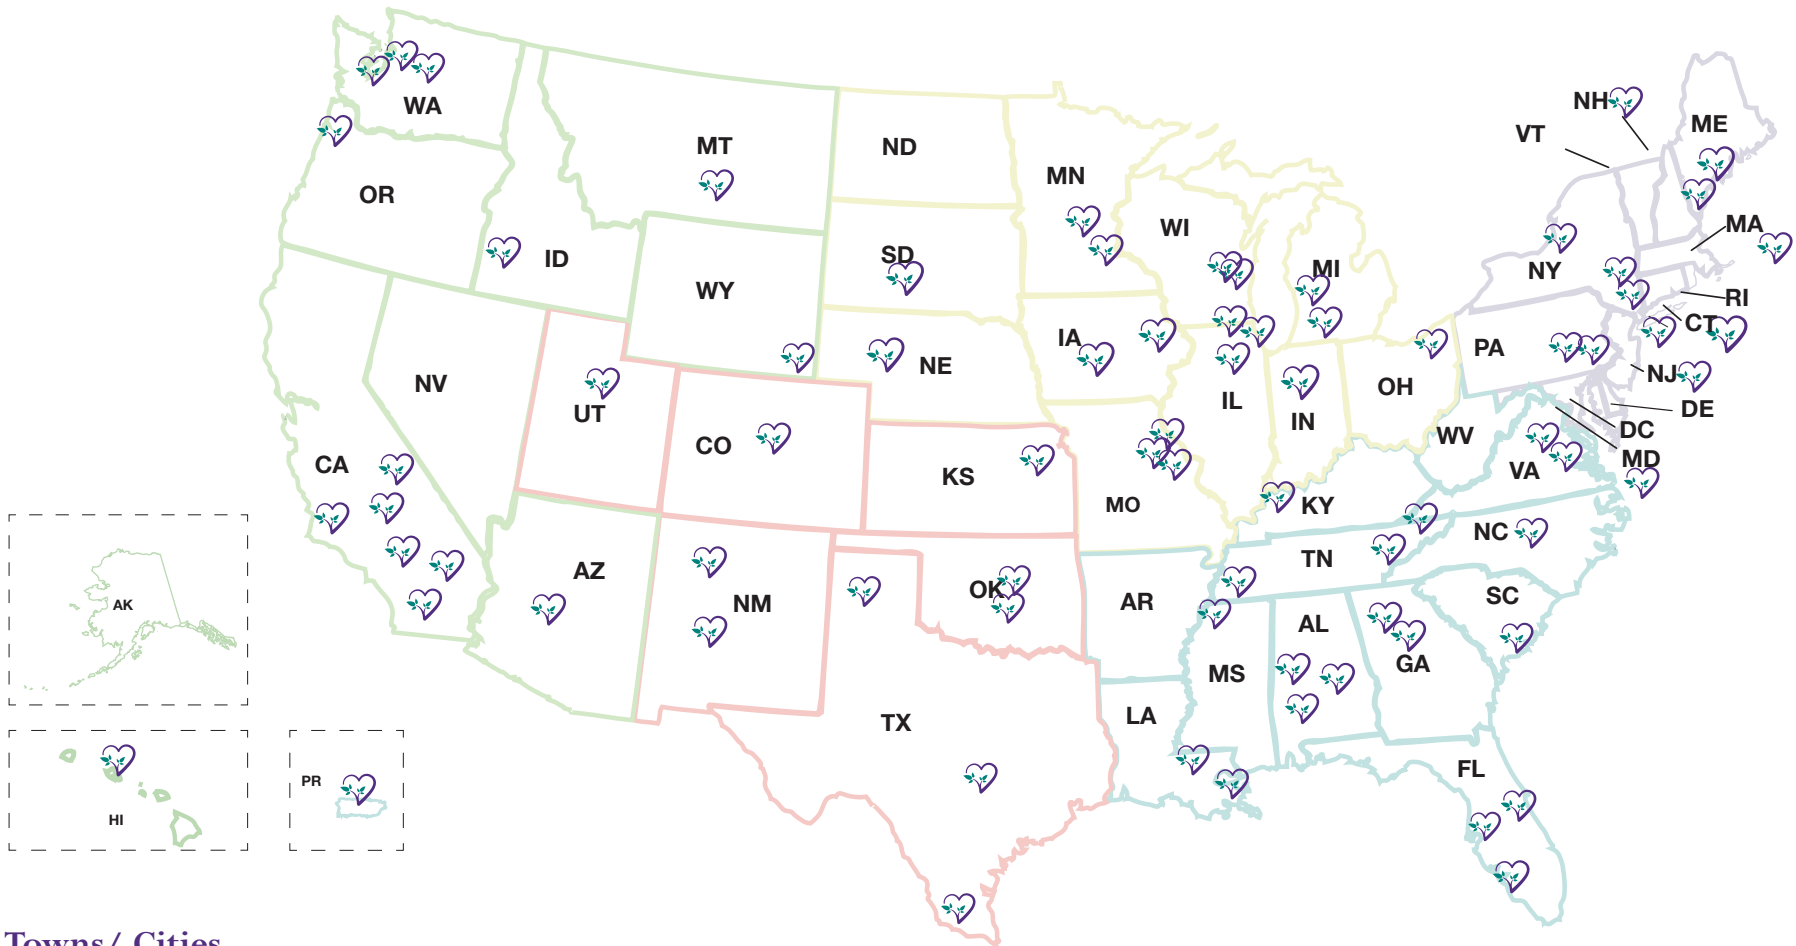 NH
ME
VT
WA
MT
ND
MN
OR
WI
MA
ID
SD
MI
NY
WY
RI
CT
IA
NE
PA
NV
NJ
UT
OH
IL
IN
DE
CO
WV
DC
CA
MD
KS
VA
MO
KY
NC
TN
AZ
OK
NM
AR
SC
AK
AL
GA
MS
LA
TX
FL
PR
HI
Towns/ Cities